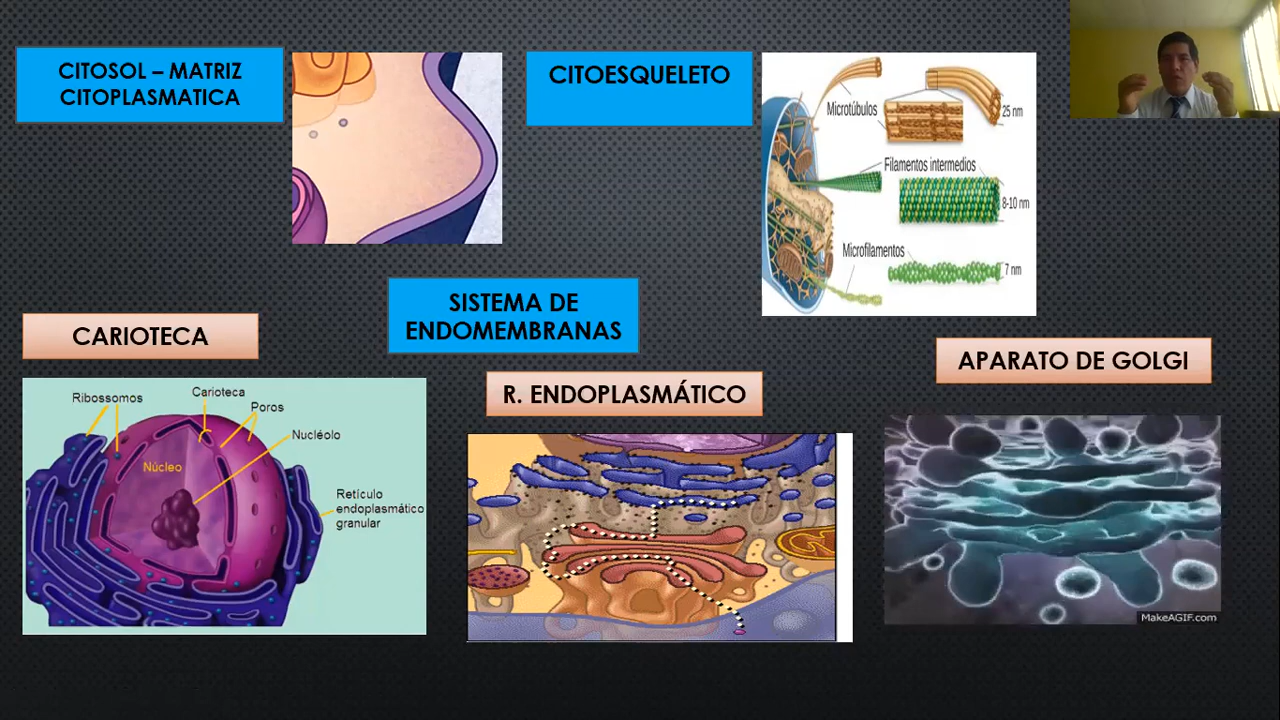 CITOSOL – MATRIZ
CITOPLASMATICA
CITOESQUELETO
Microtúbulos
25 nm
Filamentos intermedios
8-10 nm
Microfilamentos
7 nm
SISTEMA DE
ENDOMEMBRANAS
CARIOTECA
R. ENDOPLASMÁTICO
APARATO DE GOLGI
Ribossomos
Carioteca
Poros
Nucléolo
Núcleo
Retículo
endoplasmático
granular
MakeAGIF.com